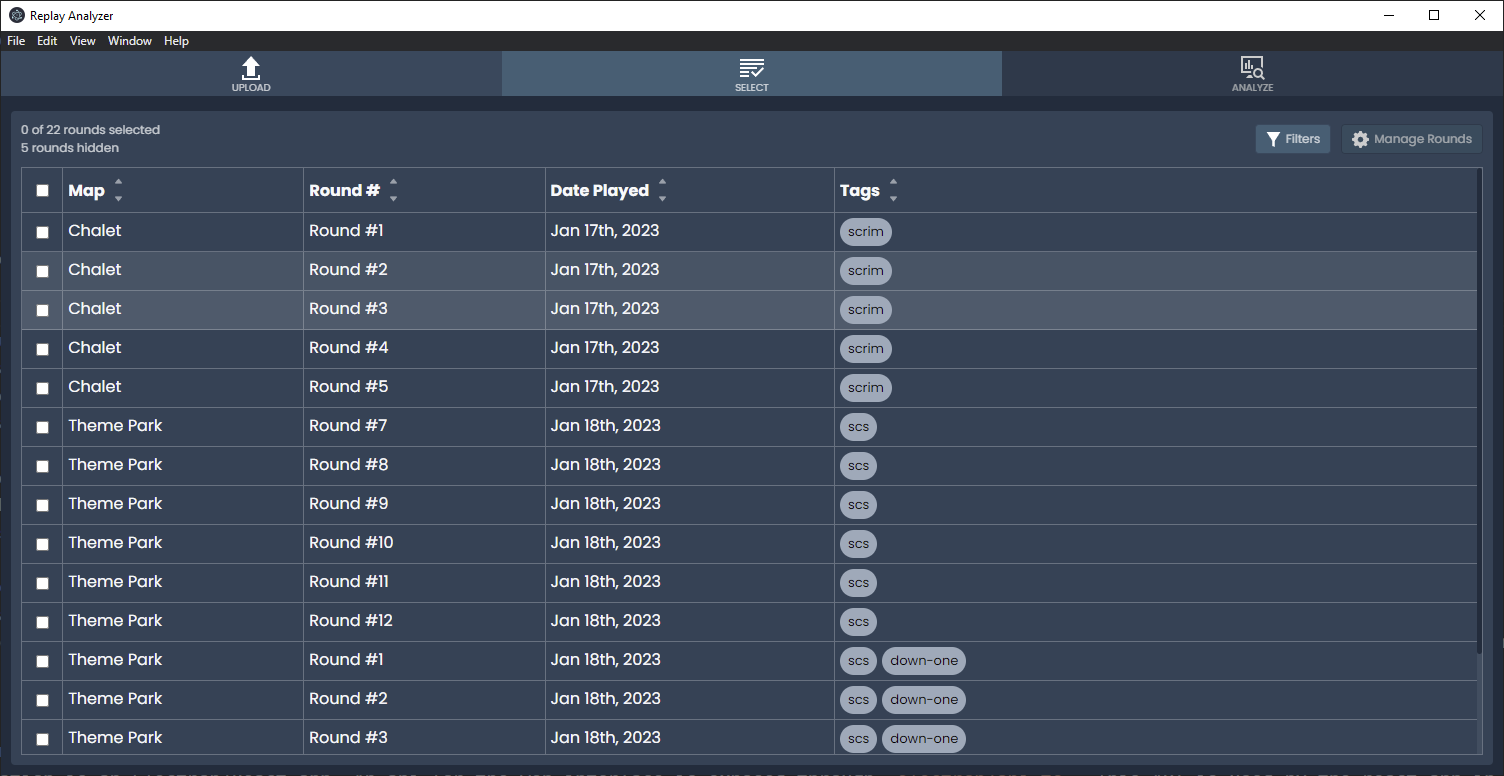 Replay Analyzer
File Edit View Window Help
UPLOAD SELECT ANALYZE
0 of 22 rounds selected
5 rounds hidden
Filters Manage Rounds
Map Round # Date Played Tags
Chalet Round #1 Jan 17th, 2023 scrim
Chalet Round #2 Jan 17th, 2023 scrim
Chalet Round #3 Jan 17th, 2023 scrim
Chalet Round #4 Jan 17th, 2023 scrim
Chalet Round #5 Jan 17th, 2023 scrim
Theme Park Round #7 Jan 18th, 2023 scs
Theme Park Round #8 Jan 18th, 2023 scs
Theme Park Round #9 Jan 18th, 2023 scs
Theme Park Round #10 Jan 18th, 2023 scs
Theme Park Round #11 Jan 18th, 2023 scs
Theme Park Round #12 Jan 18th, 2023 scs
Theme Park Round #1 Jan 18th, 2023 scs down-one
Theme Park Round #2 Jan 18th, 2023 scs down-one
Theme Park Round #3 Jan 18th, 2023 scs down-one